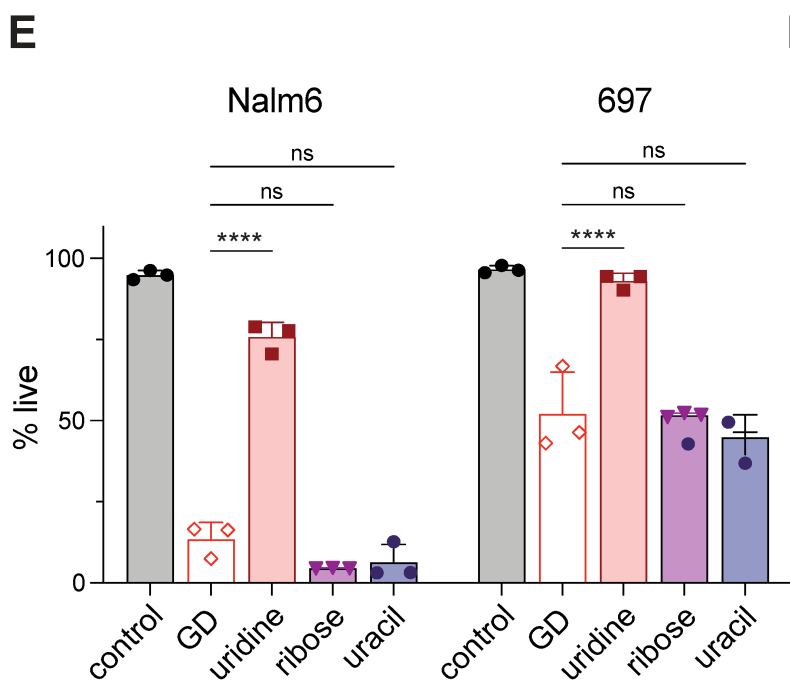 E
Nalm6
697
ns
ns
ns
ns
****
****
100
50
0
% live
control
GD
uridine
ribose
uracil
control
GD
uridine
ribose
uracil